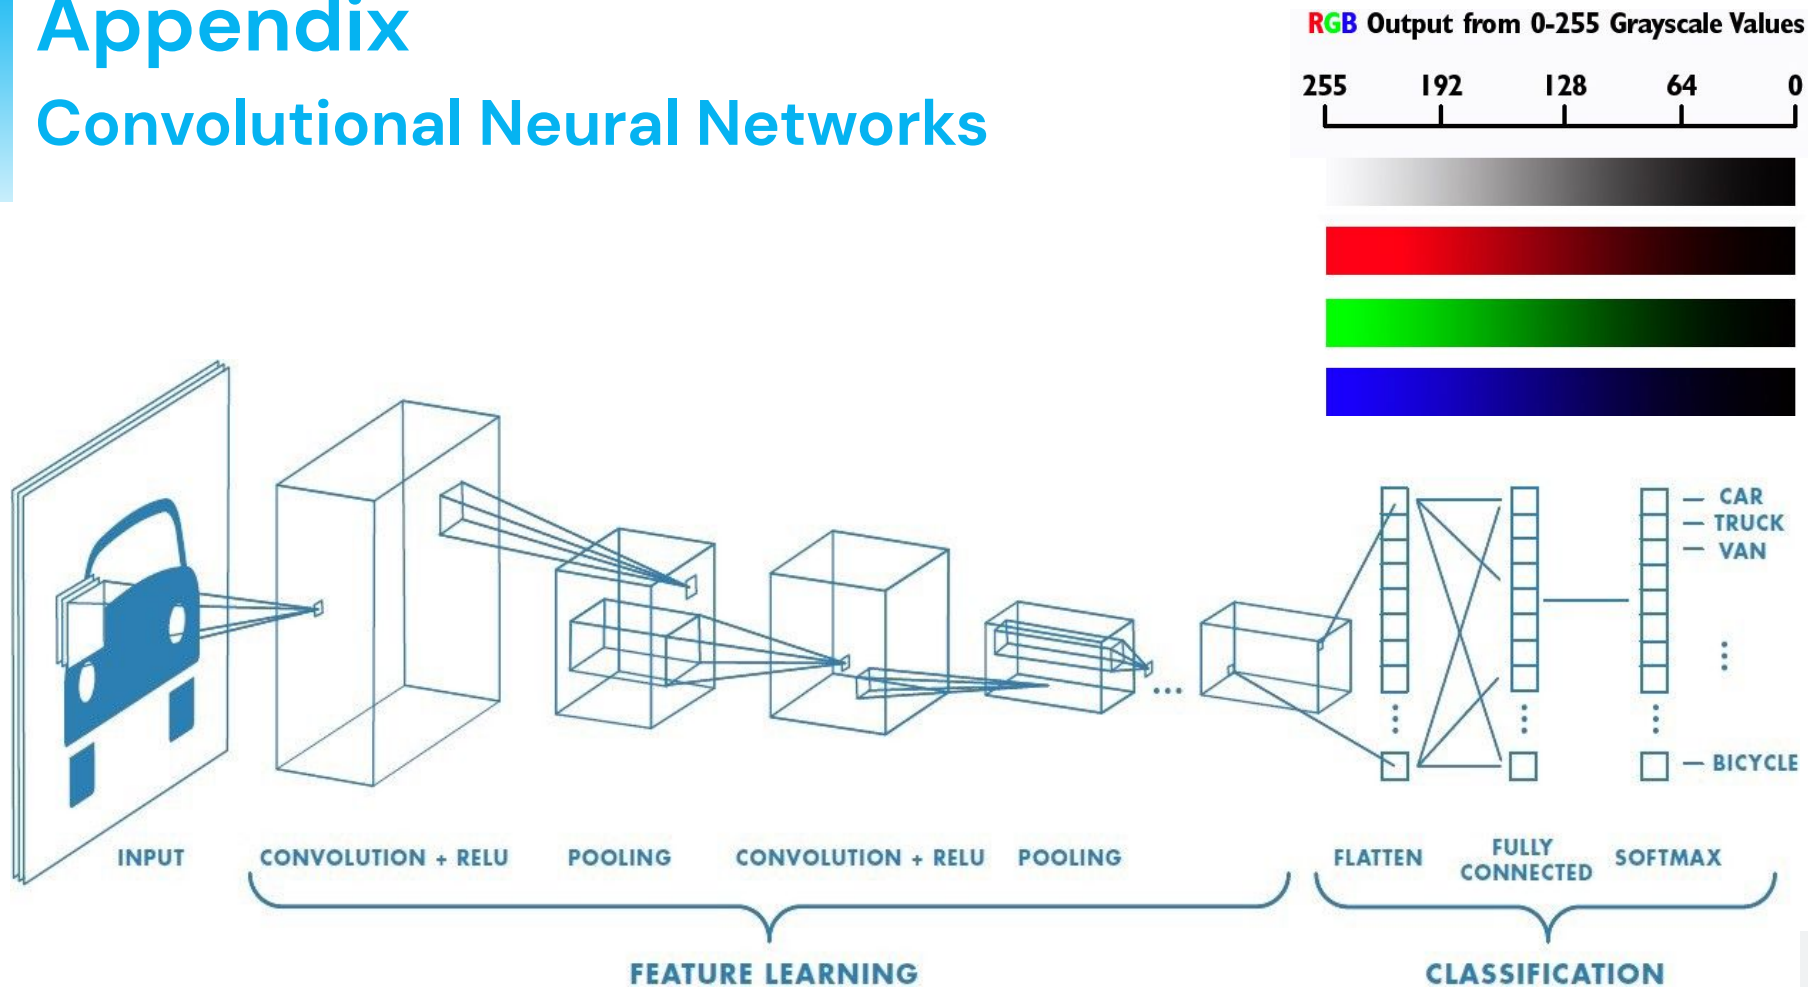 Appendix
Convolutional Neural Networks
RGB Output from 0-255 Grayscale Values
255 192 128 64 0
CAR
TRUCK
VAN
BICYCLE
INPUT
CONVOLUTION + RELU
POOLING
CONVOLUTION + RELU
POOLING
FLATTEN
FULLY
CONNECTED
SOFTMAX
FEATURE LEARNING
CLASSIFICATION